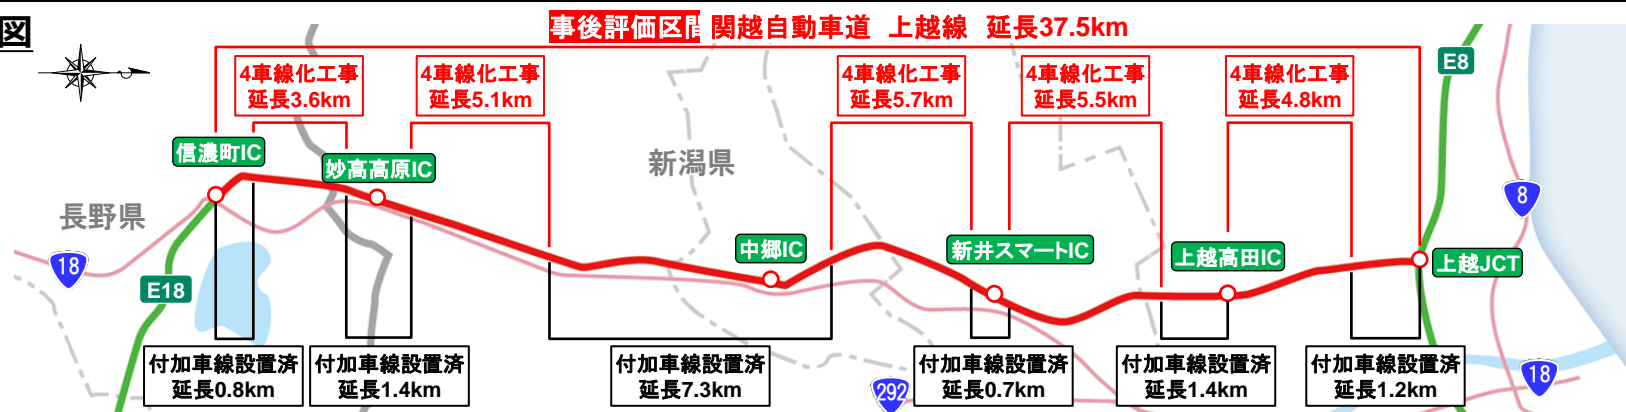 図
事後評価区間 関越自動車道 上越線 延長37.5km
4車線化工事
延長3.6km
4車線化工事
延長5.1km
4車線化工事
延長5.7km
4車線化工事
延長5.5km
4車線化工事
延長4.8km
E8
信濃町IC
妙高高原IC
新潟県
長野県
8
中郷IC
新井スマートIC
上越高田IC
上越JCT
18
E18
付加車線設置済
延長0.8km
付加車線設置済
延長1.4km
付加車線設置済
延長7.3km
付加車線設置済
延長0.7km
付加車線設置済
延長1.4km
付加車線設置済
延長1.2km
292
18